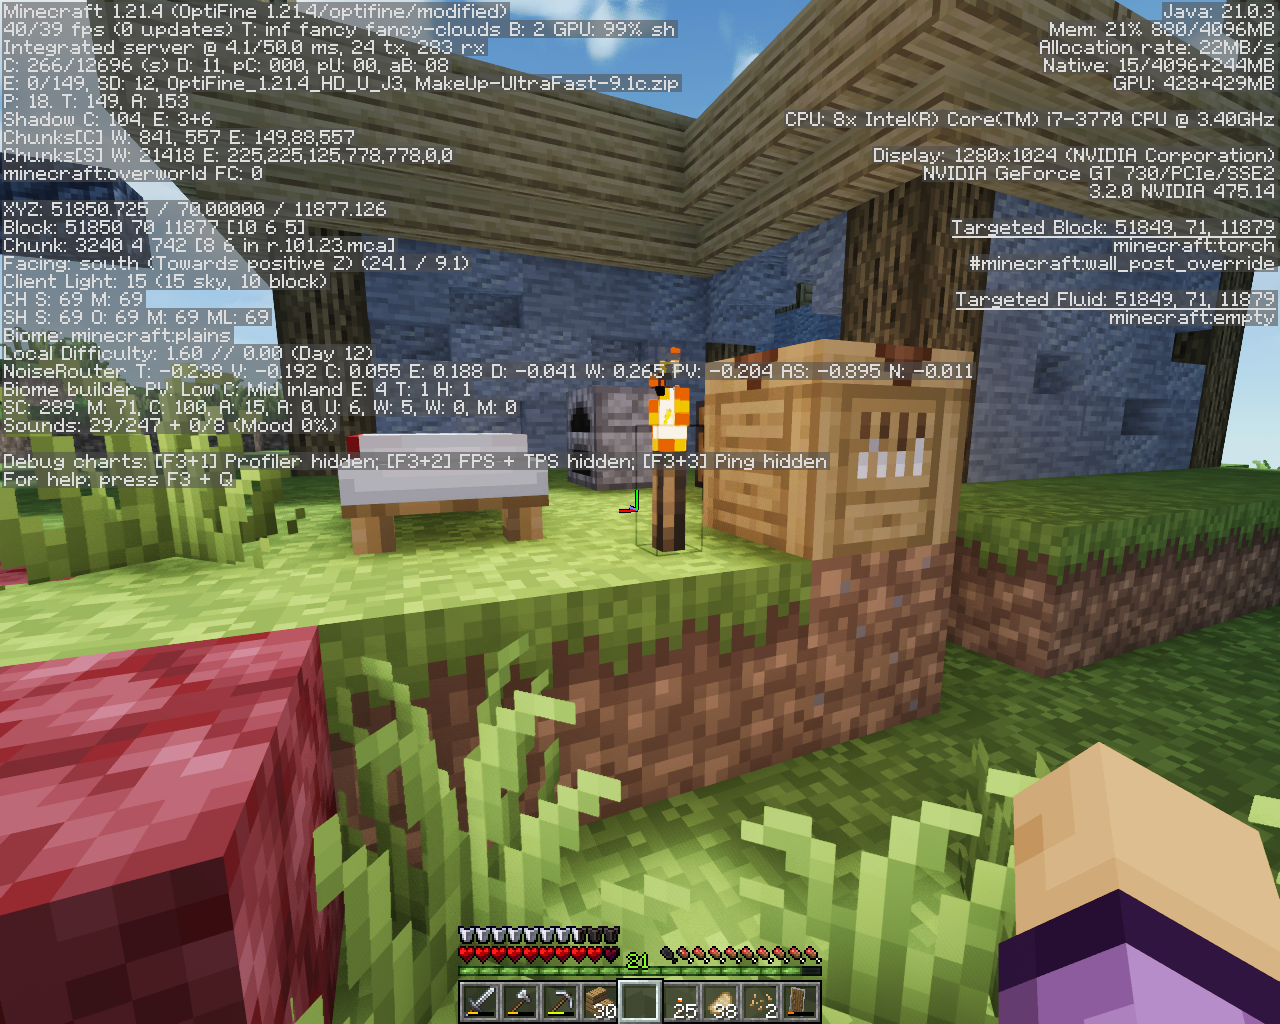 Minecraft 1.21.4 (OptiFine 1.21.4/optifine/modified)
40/39 fps (0 updates) T: inf fancy fancy-clouds B: 2 GPU: 99% sh
Integrated server @ 4.1/50.0 ms, 24 tx, 283 rx
C: 266/12696 (s) D: 11, pC: 000, pU: 00, aB: 08
E: 0/149, SD: 12, OptiFine_1.21.4_HD_U_J3, MakeUp-UltraFast-9.1c.zip
P: 18. T: 149, A: 153
Shadow C: 104, E: 3+6
Chunks[C] W: 841, 557 E: 149,88,557
Chunks[S] W: 21418 E: 225,225,125,778,778,0,0
minecraft:overworld FC: 0
XYZ: 51850.725 / 70.00000 / 11877.126
Block: 51850 70 11877 [10 6 5]
Chunk: 3240 4 742 [8 6 in r.101.23.mca]
Facing: south (Towards positive Z) (24.1 / 9.1)
Client Light: 15 (15 sky, 10 block)
CH S: 69 M: 69
SH S: 69 O: 69 M: 69 ML: 69
Biome: minecraft:plains
Local Difficulty: 1.60 // 0.00 (Day 12)
NoiseRouter T: -0.238 V: -0.192 C: 0.055 E: 0.188 D: -0.041 W: 0.265 PV: -0.204 AS: -0.895 N: -0.011
Biome builder PV: Low C: Mid inland E: 4 T: 1 H: 1
SC: 289, M: 71, C: 100, A: 15, A: 0, U: 6, W: 5, W: 0, M: 0
Sounds: 29/247 + 0/8 (Mood 0%)
Debug charts: [F3+1] Profiler hidden; [F3+2] FPS + TPS hidden; [F3+3] Ping hidden
For help: press F3 + Q
Java: 21.0.3
Mem: 21% 880/4096MB
Allocation rate: 22MB/s
Native: 15/4096+244MB
GPU: 428+429MB
CPU: 8x Intel(R) Core(TM) i7-3770 CPU @ 3.40GHz
Display: 1280x1024 (NVIDIA Corporation)
NVIDIA GeForce GT 730/PCIe/SSE2
3.2.0 NVIDIA 475.14
Targeted Block: 51849, 71, 11879
minecraft:torch
#minecraft:wall_post_override
Targeted Fluid: 51849, 71, 11879
minecraft:empty
21
30
25
38
2